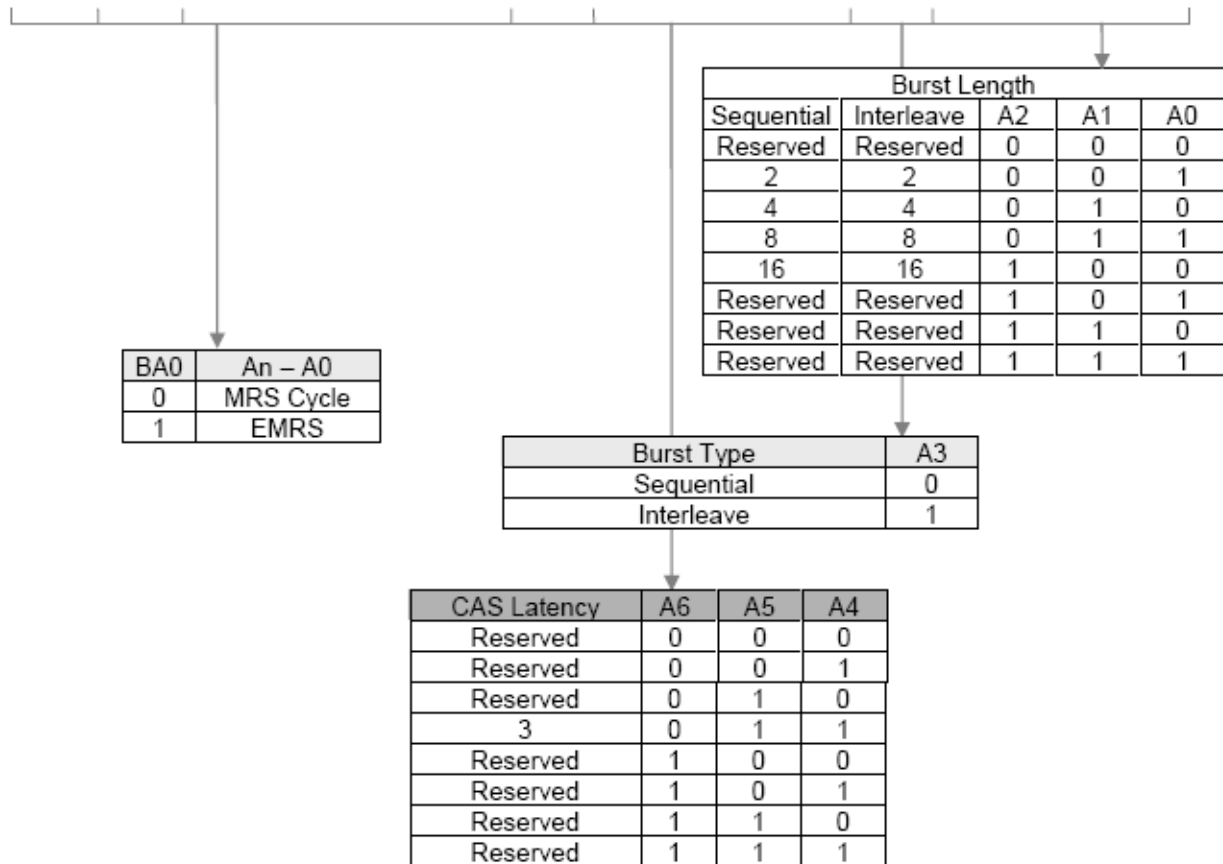 Burst Length
Sequential Interleave A2 A1 A0
Reserved Reserved 0 0 0
2 2 0 0 1
4 4 0 1 0
8 8 0 1 1
16 16 1 0 0
Reserved Reserved 1 0 1
Reserved Reserved 1 1 0
Reserved Reserved 1 1 1
BA0 An – A0
0 MRS Cycle
1 EMRS
Burst Type A3
Sequential 0
Interleave 1
CAS Latency A6 A5 A4
Reserved 0 0 0
Reserved 0 0 1
Reserved 0 1 0
3 0 1 1
Reserved 1 0 0
Reserved 1 0 1
Reserved 1 1 0
Reserved 1 1 1